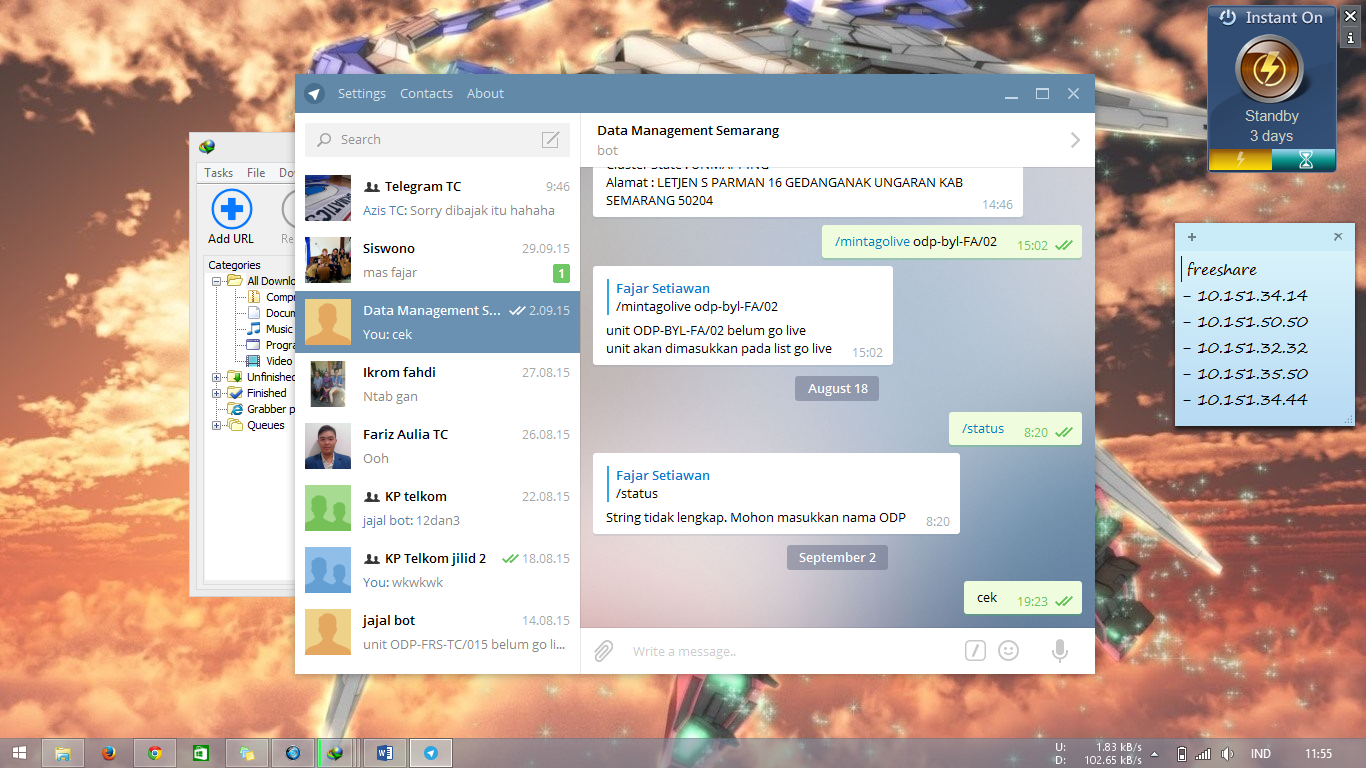 Instant On
Standby
3 days
Settings Contacts About
Search
Telegram TC 9:46
Azis TC: Sorry dibajak itu hahaha
Siswono 29.09.15
mas fajar 1
Data Management S... 2.09.15
You: cek
Ikrom fahdi 27.08.15
Ntab gan
Fariz Aulia TC 26.08.15
Ooh
KP telkom 22.08.15
jajal bot: 12dan3
KP Telkom jilid 2 18.08.15
You: wkwkwk
jajal bot 14.08.15
unit ODP-FRS-TC/015 belum go li...
Data Management Semarang
bot
Alamat : LETJEN S PARMAN 16 GEDANGANAK UNGARAN KAB
SEMARANG 50204 14:46
/mintagolive odp-byl-FA/02 15:02
Fajar Setiawan
/mintagolive odp-byl-FA/02
unit ODP-BYL-FA/02 belum go live
unit akan dimasukkan pada list go live 15:02
August 18
/status 8:20
Fajar Setiawan
/status
String tidak lengkap. Mohon masukkan nama ODP 8:20
September 2
cek 19:23
Write a message..
Tasks File Do
Add URL Re
Categories
All Downlo
Compr
Docum
Music
Progra
Video
Unfinished
Finished
Grabber p
Queues
freeshare
- 10.151.34.14
- 10.151.50.50
- 10.151.32.32
- 10.151.35.50
- 10.151.34.44
U: 1.83 kB/s
D: 102.65 kB/s
IND 11:55